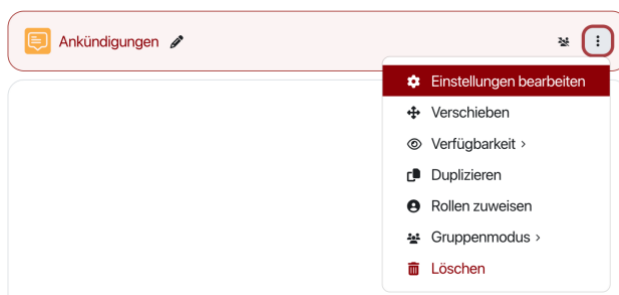 Ankündigungen
Einstellungen bearbeiten
Verschieben
Verfügbarkeit >
Duplizieren
Rollen zuweisen
Gruppenmodus >
Löschen